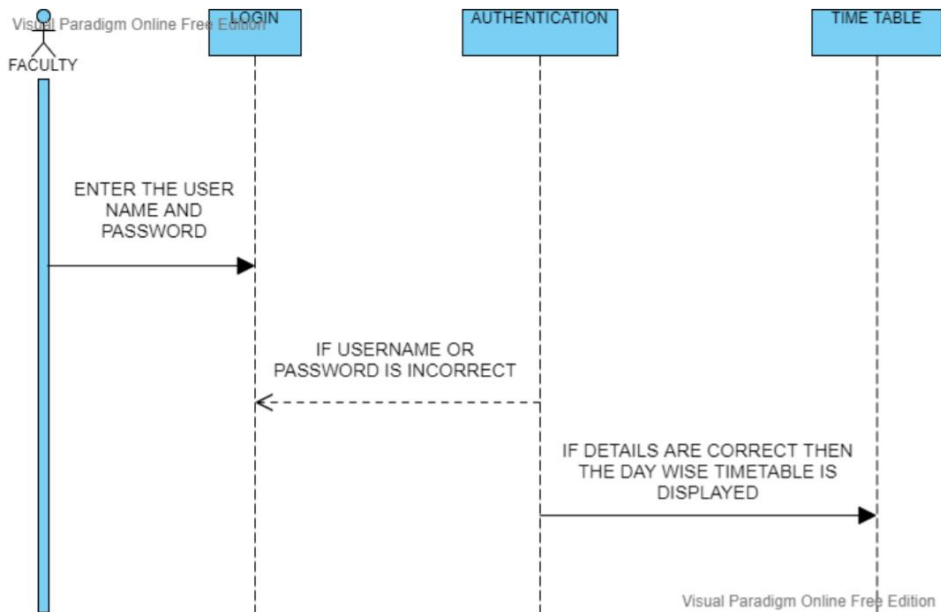 Visual Paradigm Online Free Edition
LOGIN
AUTHENTICATION
TIME TABLE
FACULTY
ENTER THE USER
NAME AND
PASSWORD
IF USERNAME OR
PASSWORD IS INCORRECT
IF DETAILS ARE CORRECT THEN
THE DAY WISE TIMETABLE IS
DISPLAYED
Visual Paradigm Online Free Edition